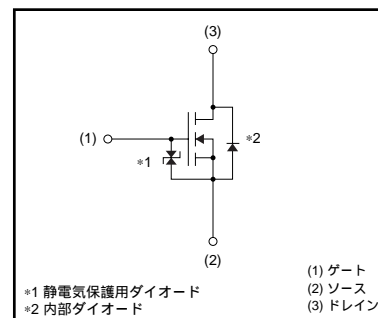 (3)
(1)
*1
*2
(2)
*1 静電気保護用ダイオード
*2 内部ダイオード
(1) ゲート
(2) ソース
(3) ドレイン